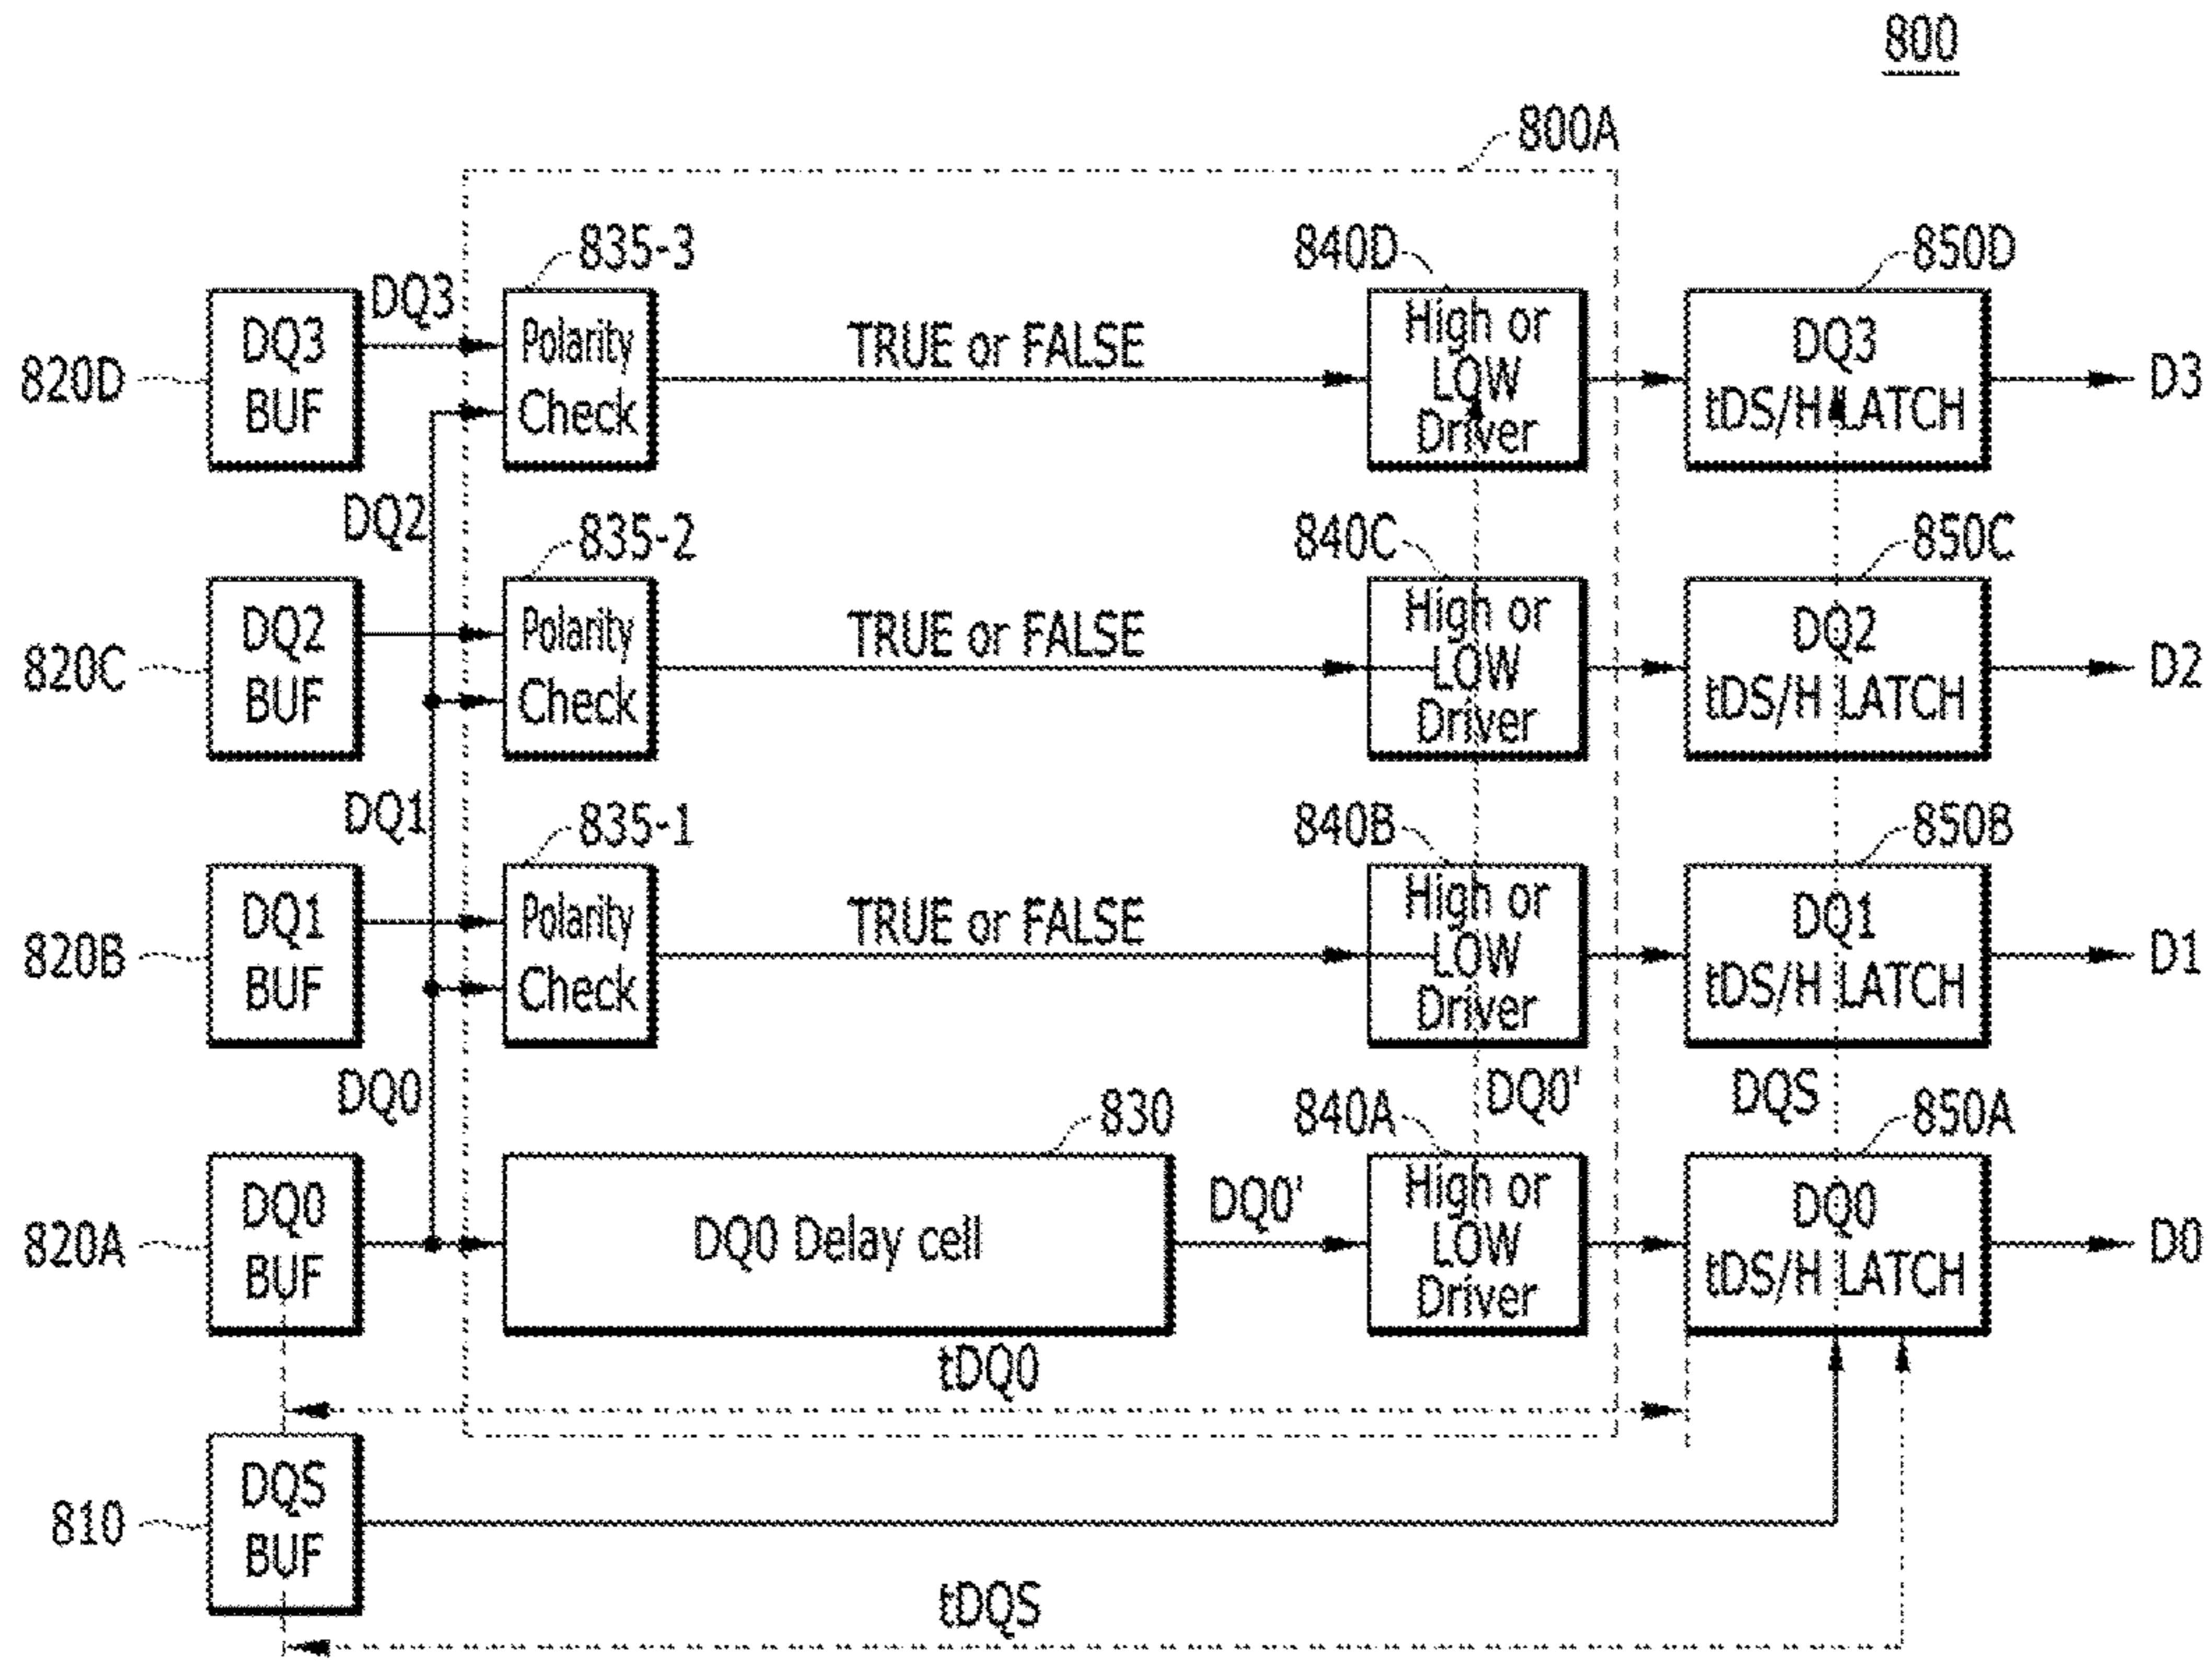 800
800A
835-3
840D
850D
DQ3
DQ3
BUF
Polarity
Check
TRUE or FALSE
High or
LOW
Driver
DQ3
tDS/H LATCH
D3
820D
DQ2
835-2
840C
850C
DQ2
BUF
Polarity
Check
TRUE or FALSE
High or
LOW
Driver
DQ2
tDS/H LATCH
D2
820C
DQ1
835-1
840B
850B
DQ1
BUF
Polarity
Check
TRUE or FALSE
High or
LOW
Driver
DQ1
tDS/H LATCH
D1
820B
DQ0
830
840A
DQ0'
DQS
850A
DQ0
BUF
DQ0 Delay cell
DQ0'
High or
LOW
Driver
DQ0
tDS/H LATCH
D0
820A
tDQ0
DQS
BUF
810
tDQS